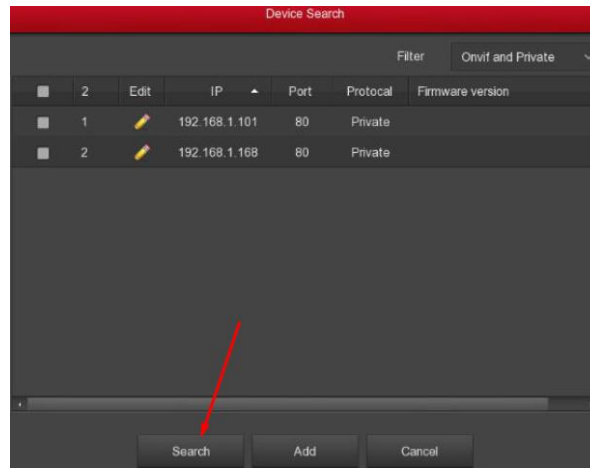 Device Search
Filter Onvif and Private
2 Edit IP Port Protocal Firmware version
1 192.168.1.101 80 Private
2 192.168.1.168 80 Private
Search Add Cancel